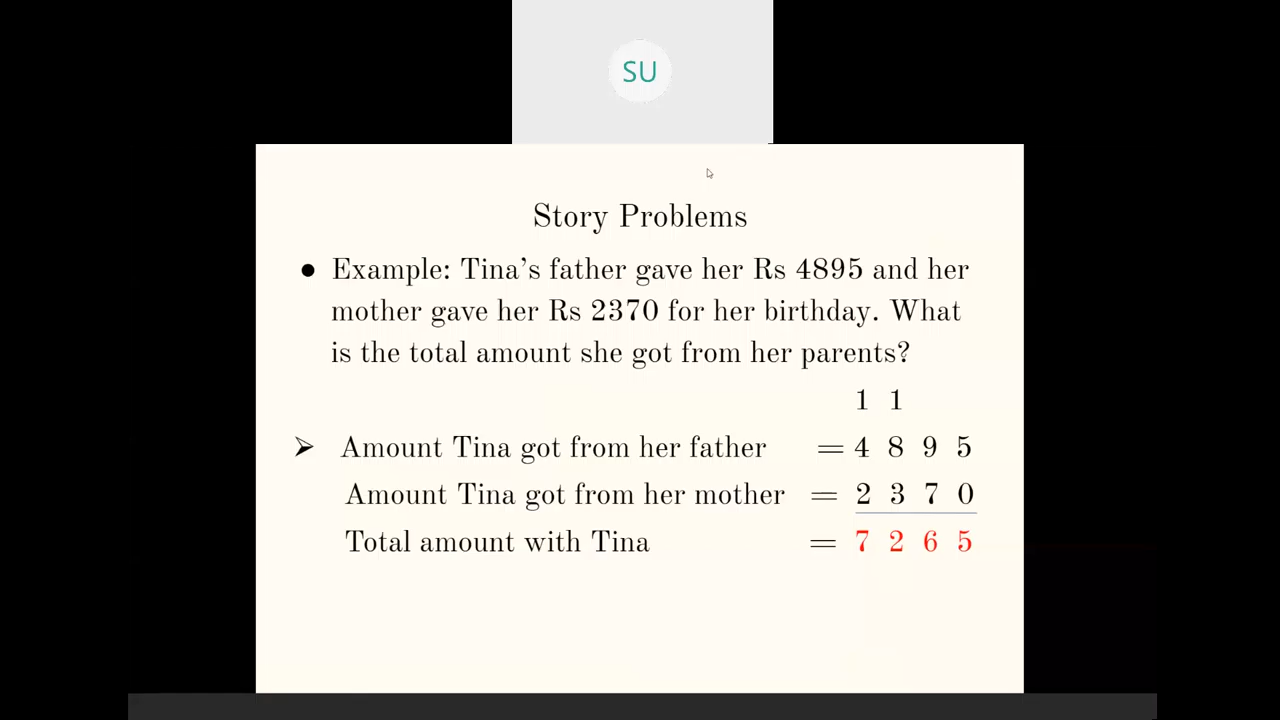 SU
Story Problems
● Example: Tina's father gave her Rs 4895 and her
mother gave her Rs 2370 for her birthday. What
is the total amount she got from her parents?
1 1
➢ Amount Tina got from her father = 4 8 9 5
Amount Tina got from her mother = 2 3 7 0
Total amount with Tina = 7 2 6 5